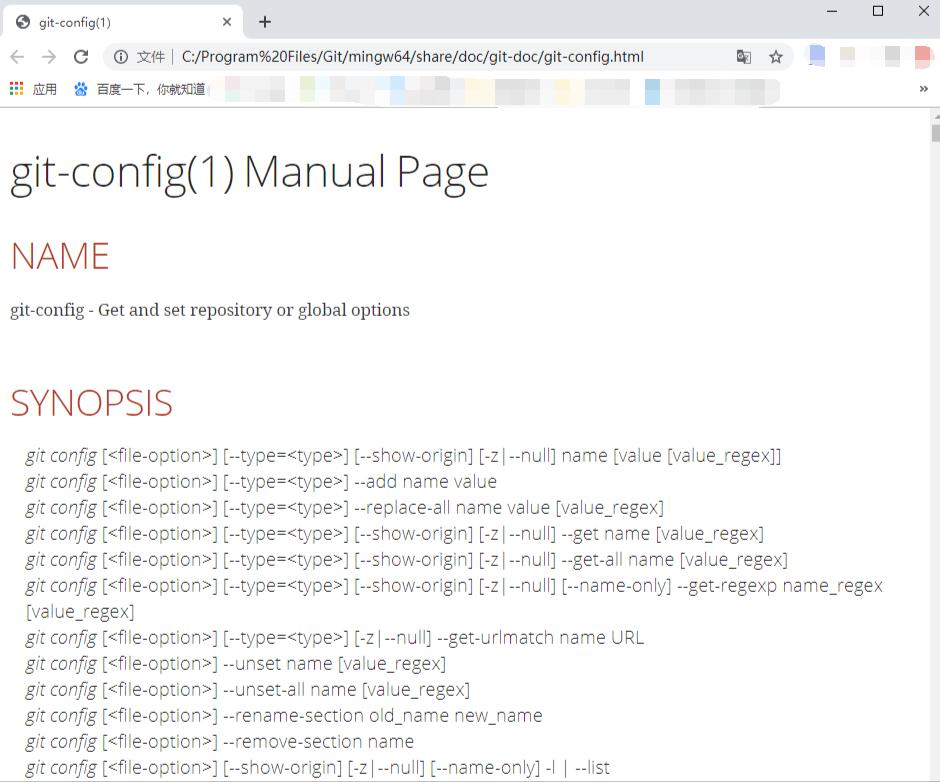 git-config(1)
文件 C:/Program%20Files/Git/mingw64/share/doc/git-doc/git-config.html
应用 百度一下，你就知道 »
git-config(1) Manual Page
NAME
git-config - Get and set repository or global options
SYNOPSIS
git config [<file-option>] [--type=<type>] [--show-origin] [-z|--null] name [value [value_regex]]
git config [<file-option>] [--type=<type>] --add name value
git config [<file-option>] [--type=<type>] --replace-all name value [value_regex]
git config [<file-option>] [--type=<type>] [--show-origin] [-z|--null] --get name [value_regex]
git config [<file-option>] [--type=<type>] [--show-origin] [-z|--null] --get-all name [value_regex]
git config [<file-option>] [--type=<type>] [--show-origin] [-z|--null] [--name-only] --get-regexp name_regex
[value_regex]
git config [<file-option>] [--type=<type>] [-z|--null] --get-urlmatch name URL
git config [<file-option>] --unset name [value_regex]
git config [<file-option>] --unset-all name [value_regex]
git config [<file-option>] --rename-section old_name new_name
git config [<file-option>] --remove-section name
git config [<file-option>] [--show-origin] [-z|--null] [--name-only] -l | --list